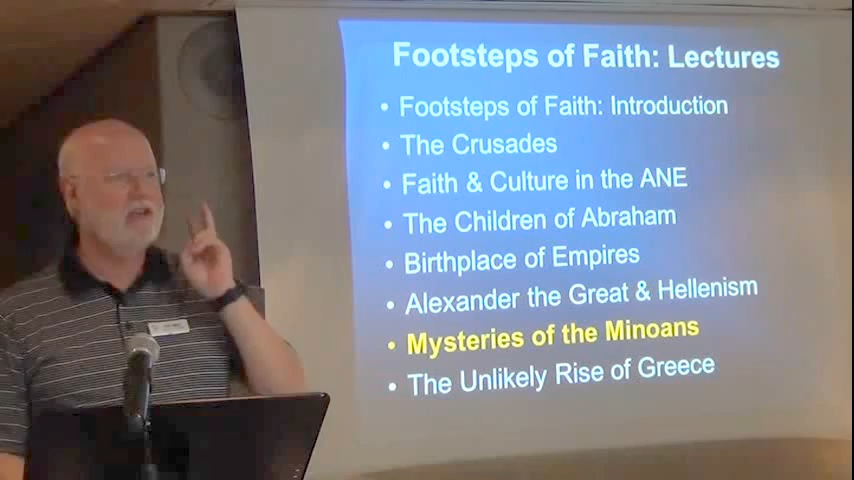 Footsteps of Faith: Lectures
• Footsteps of Faith: Introduction
• The Crusades
• Faith & Culture in the ANE
• The Children of Abraham
• Birthplace of Empires
• Alexander the Great & Hellenism
• Mysteries of the Minoans
• The Unlikely Rise of Greece